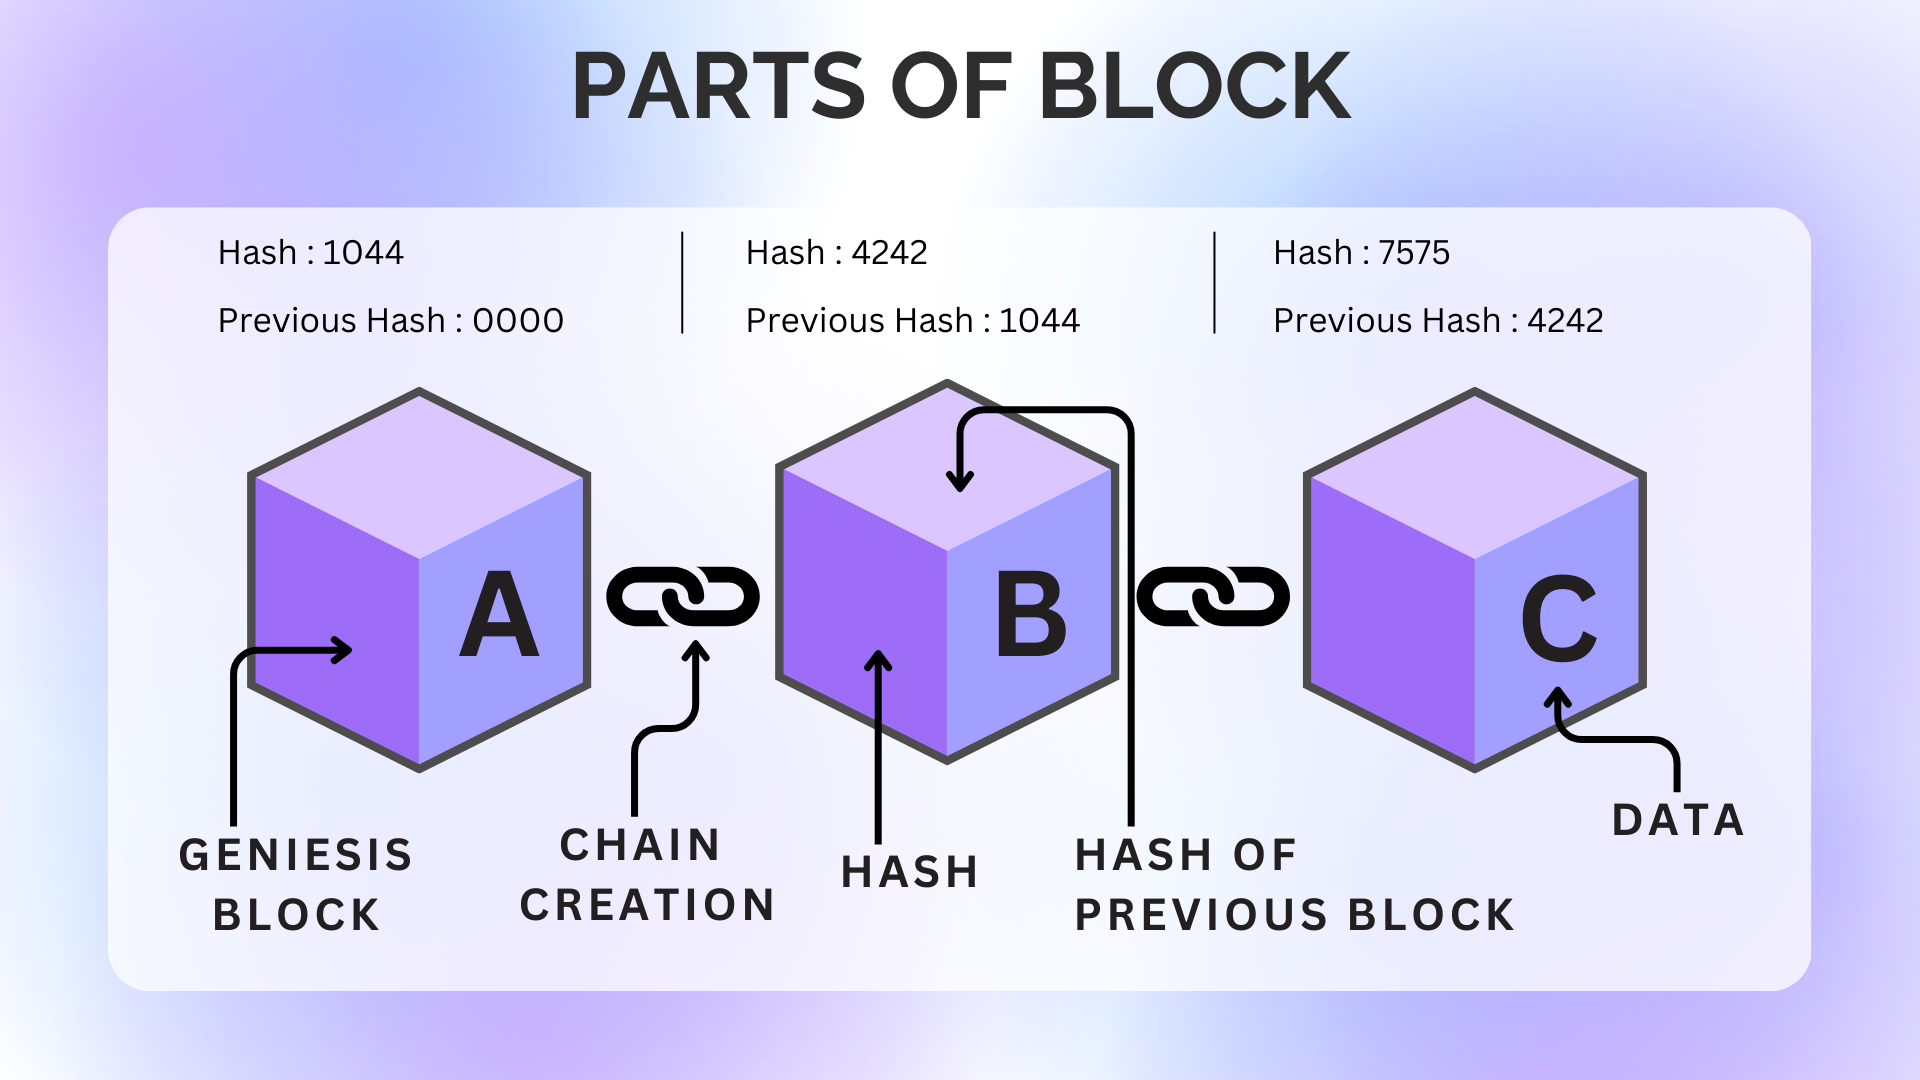 PARTS OF BLOCK
Hash : 1044
Previous Hash : 0000
Hash : 4242
Previous Hash : 1044
Hash : 7575
Previous Hash : 4242
A
B
C
GENIESIS
BLOCK
CHAIN
CREATION
HASH
HASH OF
PREVIOUS BLOCK
DATA